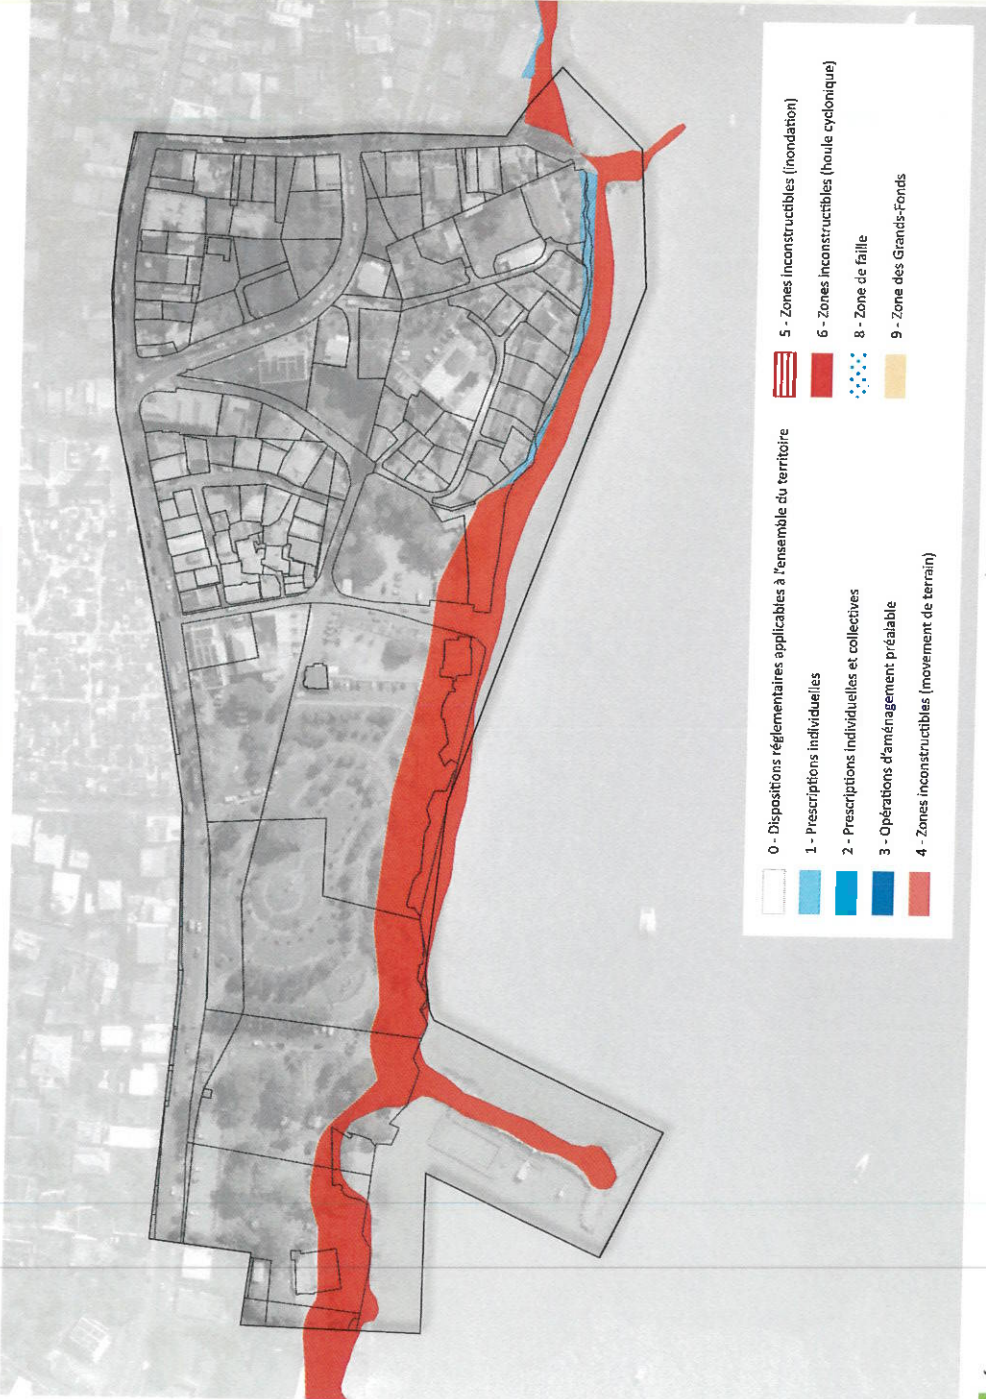 0 - Dispositions réglementaires applicables à l'ensemble du territoire
1 - Prescriptions individuelles
2 - Prescriptions individuelles et collectives
3 - Opérations d'aménagement préalable
4 - Zones inconstructibles (movement de terrain)
5 - Zones inconstructibles (inondation)
6 - Zones inconstructibles (houle cyclonique)
8 - Zone de faille
9 - Zone des Grands-Fonds